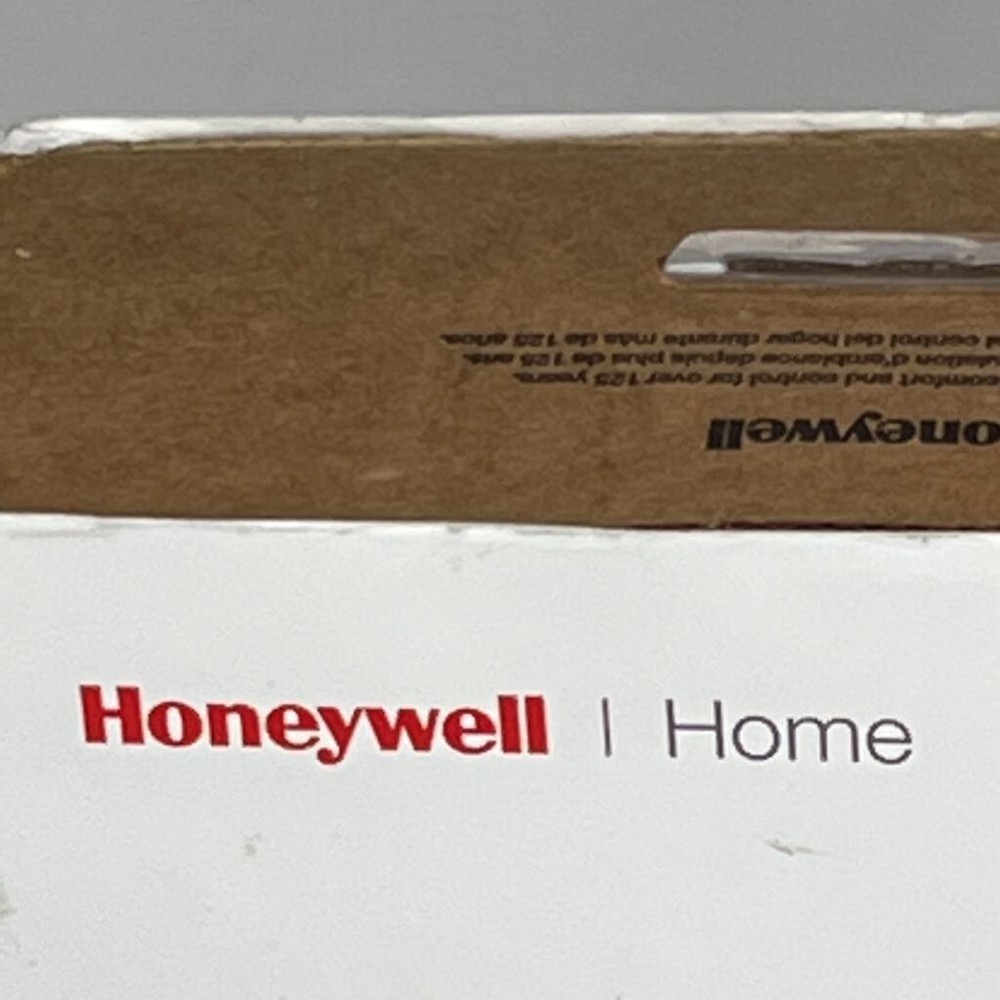 oneywell
comfort and control for over 125 years.
d'ambiance depuis plus de 125 ans.
control del hogar durante más de 125 años.
Honeywell | Home